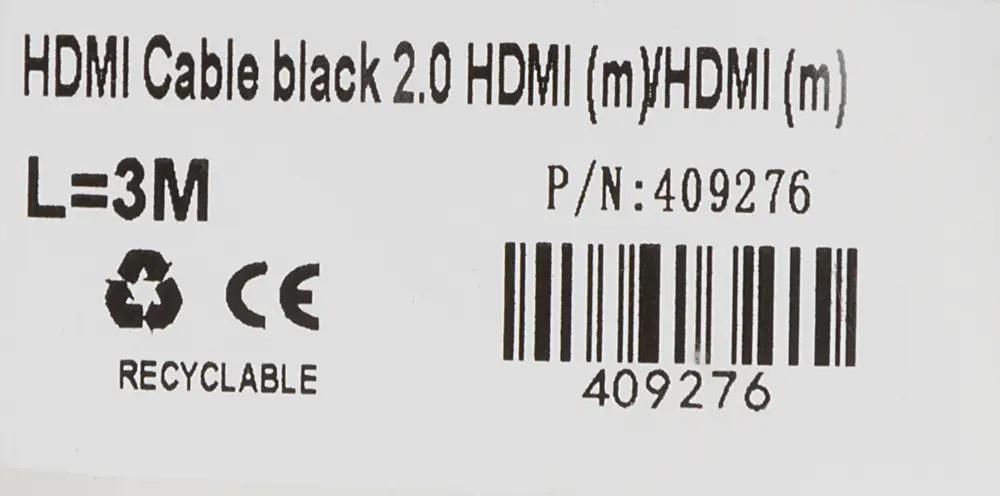 HDMI Cable black 2.0 HDMI (m)/HDMI (m)
L=3M
P/N:409276
CE
RECYCLABLE
409276